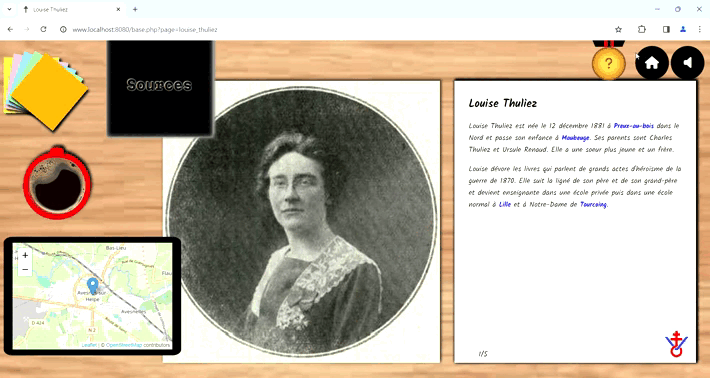 Louise Thuliez
www.localhost:8080/base.php?page=louise_thuliez
Sources
?
Louise Thuliez
Louise Thuliez est née le 12 décembre 1881 à Preux-au-bois dans le
Nord et passe son enfance à Maubeuge. Ses parents sont Charles
Thuliez et Ursule Renaud. Elle a une sœur plus jeune et un frère.
Louise dévore les livres qui parlent de grands actes d'héroïsme de la
guerre de 1870. Elle suit la ligné de son père et de son grand-père
et devient enseignante dans une école privée puis dans une école
normal à Lille et à Notre-Dame de Tourcoing.
1/5
+
−
Bas-Lieu
Avesnes-sur-
Helpe
Avesnelles
D 424
N 2
Leaflet | © OpenStreetMap contributors